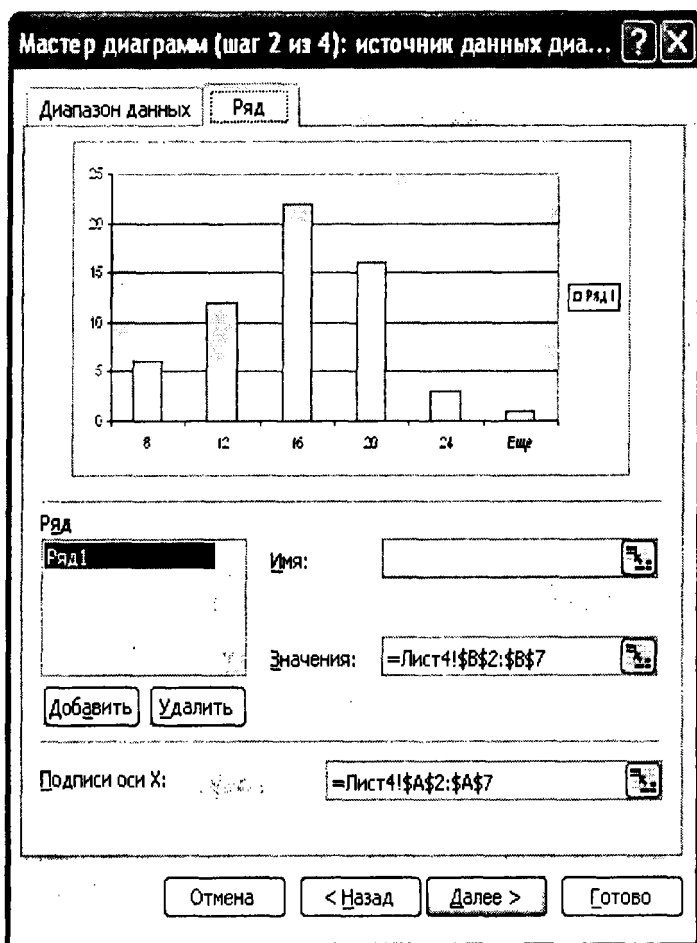 Мастер диаграмм (шаг 2 из 4): источник данных диа...
Диапазон данных
Ряд
25
20
15
10
5
0
8
12
16
20
24
Еще
Ряд1
Ряд
Ряд1
Имя:
Значения:
=Лист4!$B$2:$B$7
Добавить
Удалить
Подписи оси X:
=Лист4!$A$2:$A$7
Отмена
< Назад
Далее >
Готово